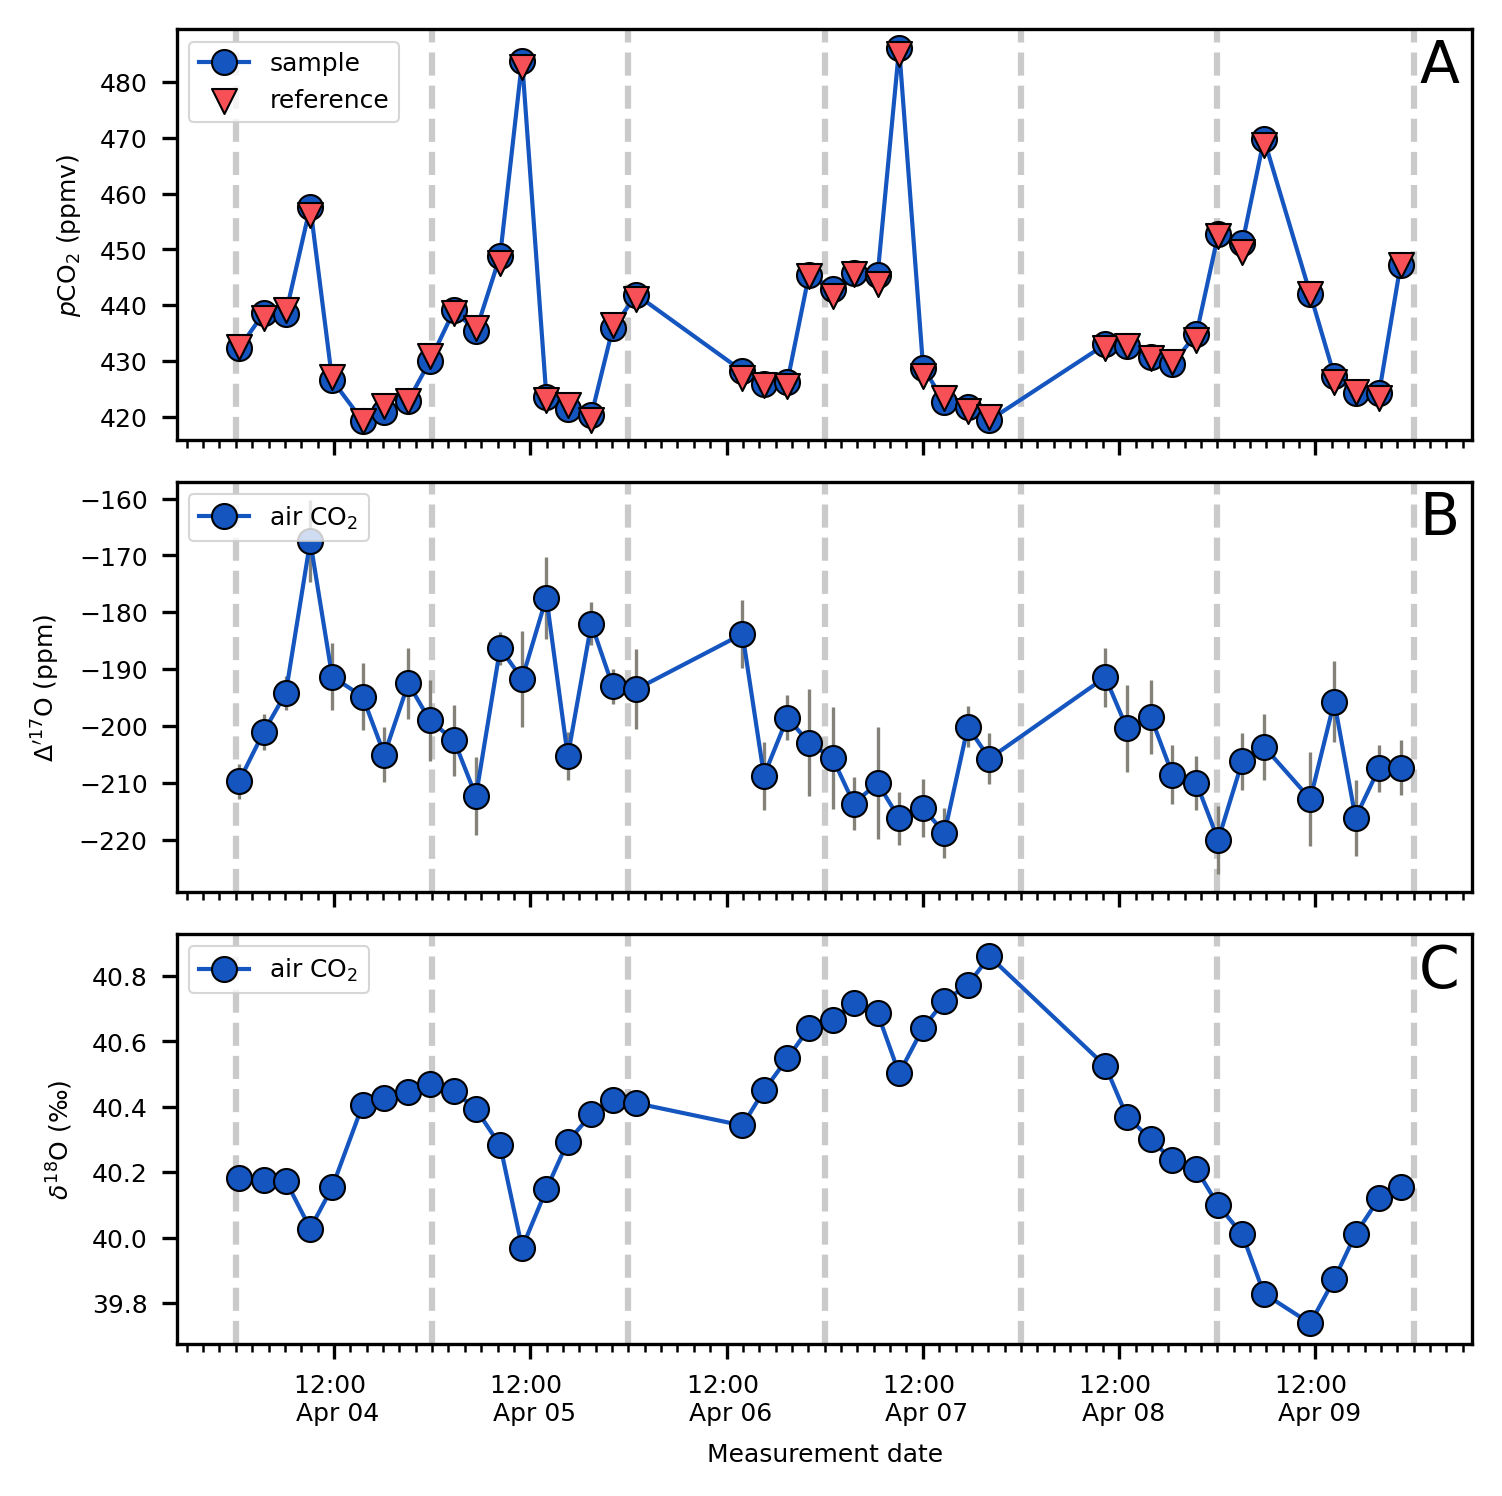 A
sample
reference
480
470
460
450
440
430
420
pCO₂ (ppmv)
B
air CO₂
−160
−170
−180
−190
−200
−210
−220
Δ′¹⁷O (ppm)
C
air CO₂
40.8
40.6
40.4
40.2
40.0
39.8
δ¹⁸O (‰)
12:00 12:00 12:00 12:00 12:00 12:00
Apr 04 Apr 05 Apr 06 Apr 07 Apr 08 Apr 09
Measurement date